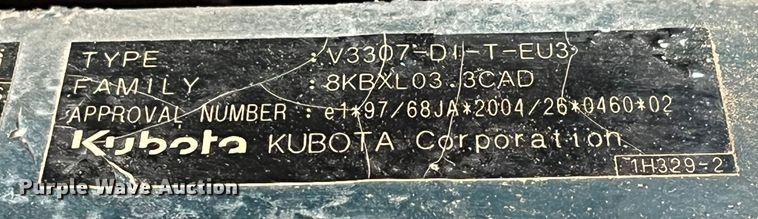 TYPE : V3307-DI-T-EU3
FAMILY : 8KBXL03.3CAD
APPROVAL NUMBER : e1*97/68JA*2004/26*0460*02
Kubota KUBOTA Corporation
1H329-2
Purple Wave Auction